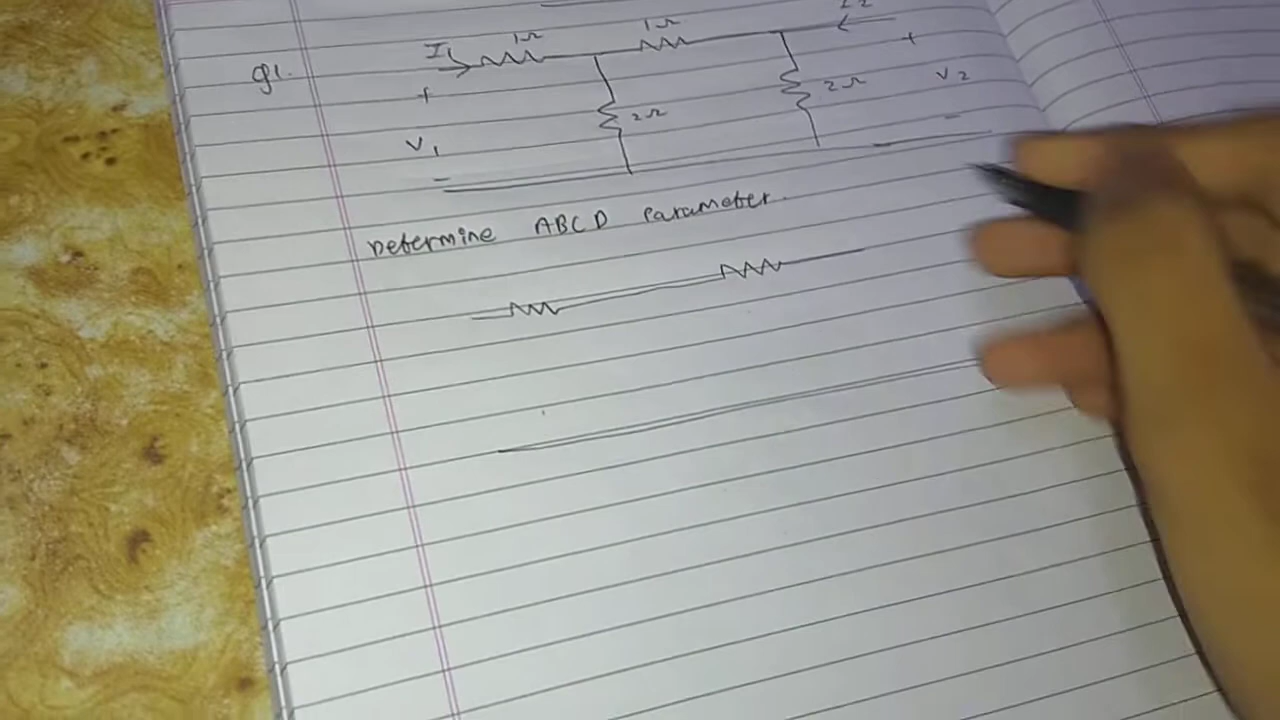 1Ω 1Ω I2
Q1. I1
+ + 2Ω 2Ω V2
V1 -
-
Determine ABCD Parameter.